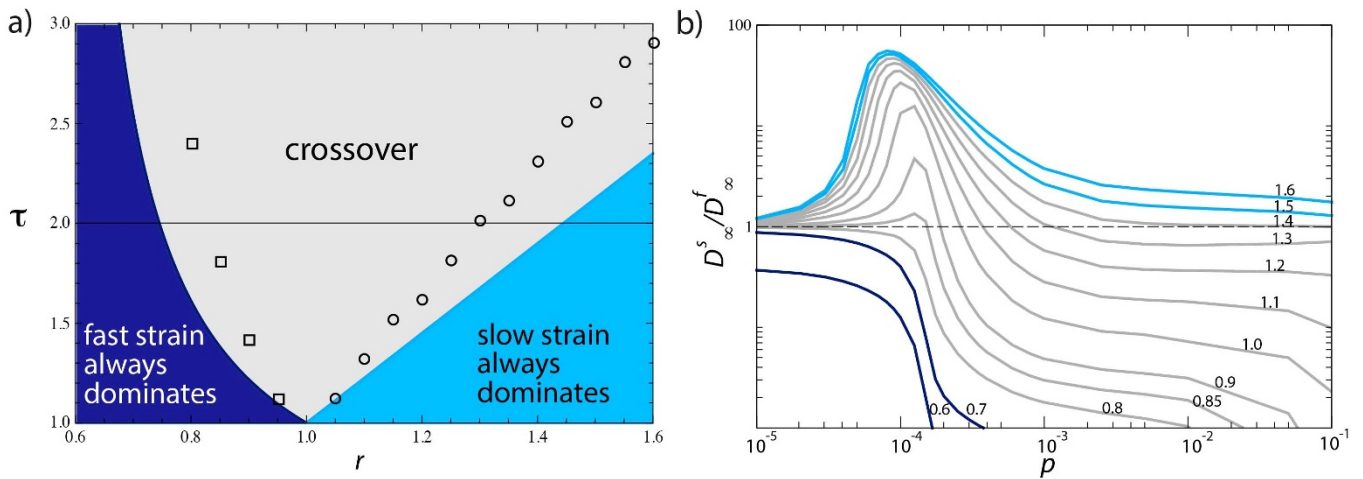 a)
3.0
2.5
τ
2.0
1.5
1.0
0.6
0.8
1.0
1.2
1.4
1.6
r
crossover
fast strain
always
dominates
slow strain
always
dominates
b)
100
1
D^s_∞/D^f_∞
10^-5
10^-4
10^-3
10^-2
10^-1
p
1.6
1.5
1.4
1.3
1.2
1.1
1.0
0.9
0.85
0.8
0.7
0.6